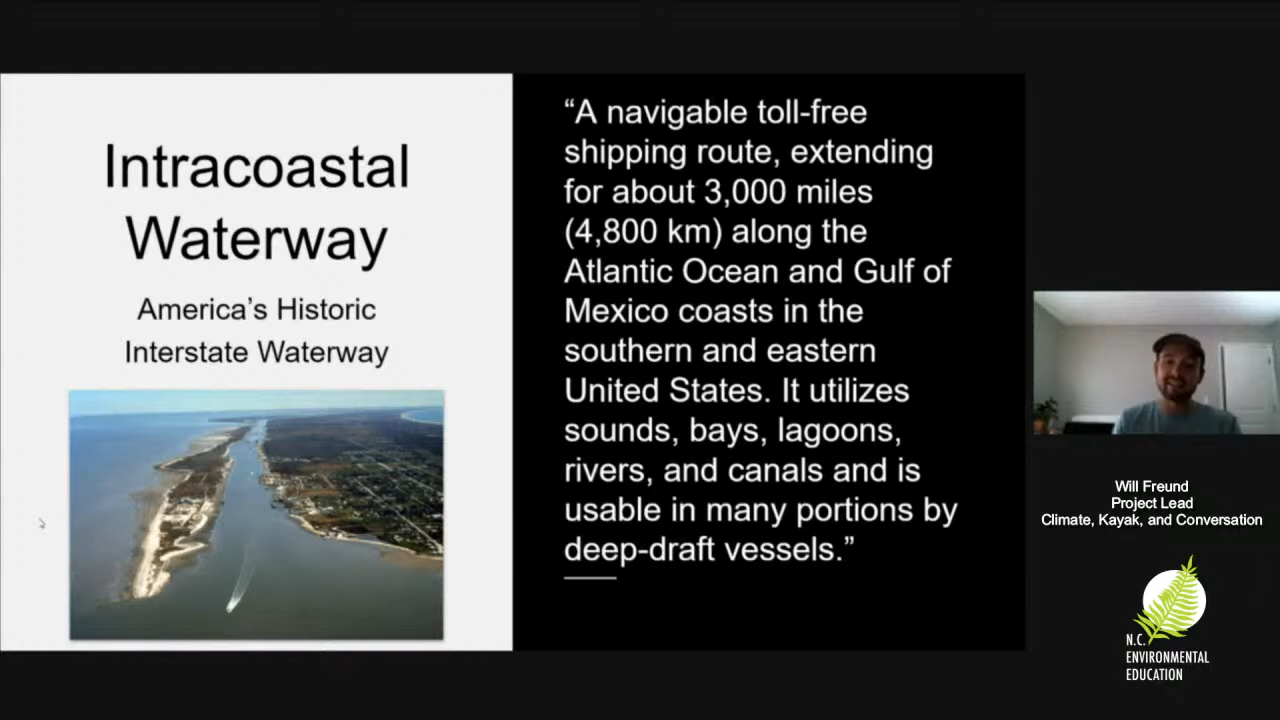 Intracoastal
Waterway
America's Historic
Interstate Waterway
“A navigable toll-free
shipping route, extending
for about 3,000 miles
(4,800 km) along the
Atlantic Ocean and Gulf of
Mexico coasts in the
southern and eastern
United States. It utilizes
sounds, bays, lagoons,
rivers, and canals and is
usable in many portions by
deep-draft vessels.”
Will Freund
Project Lead
Climate, Kayak, and Conversation
N.C.
ENVIRONMENTAL
EDUCATION